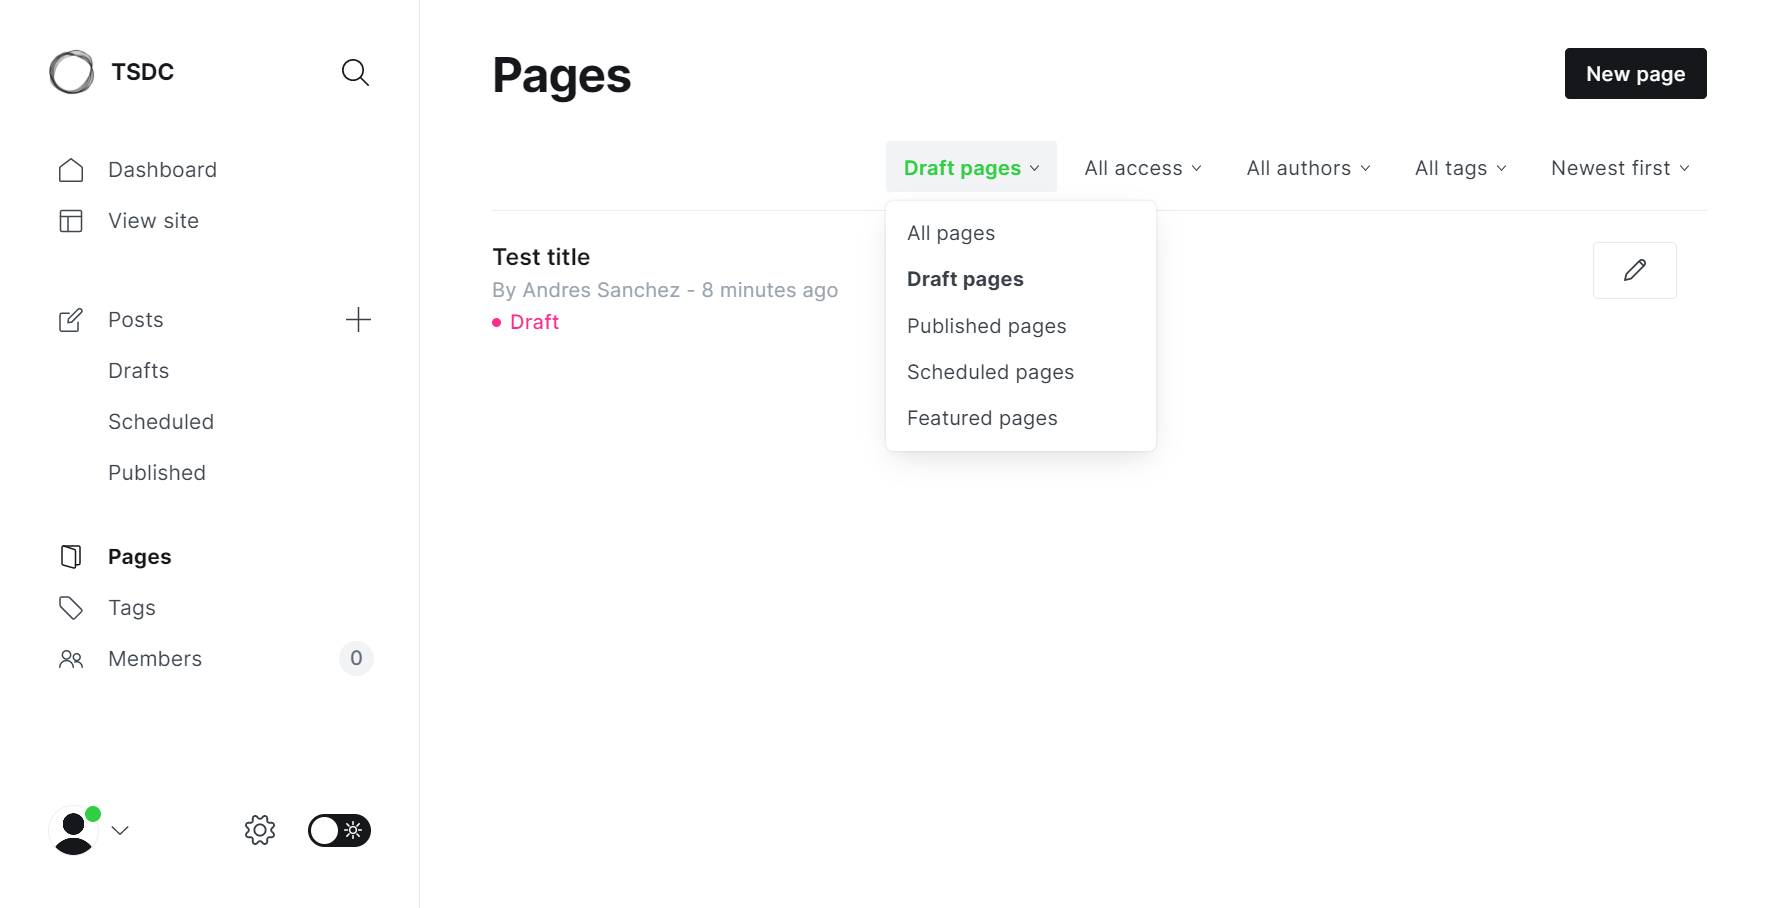 TSDC
Dashboard
View site
Posts
Drafts
Scheduled
Published
Pages
Tags
Members 0
Pages
New page
Draft pages All access All authors All tags Newest first
Test title
By Andres Sanchez - 8 minutes ago
Draft
All pages
Draft pages
Published pages
Scheduled pages
Featured pages